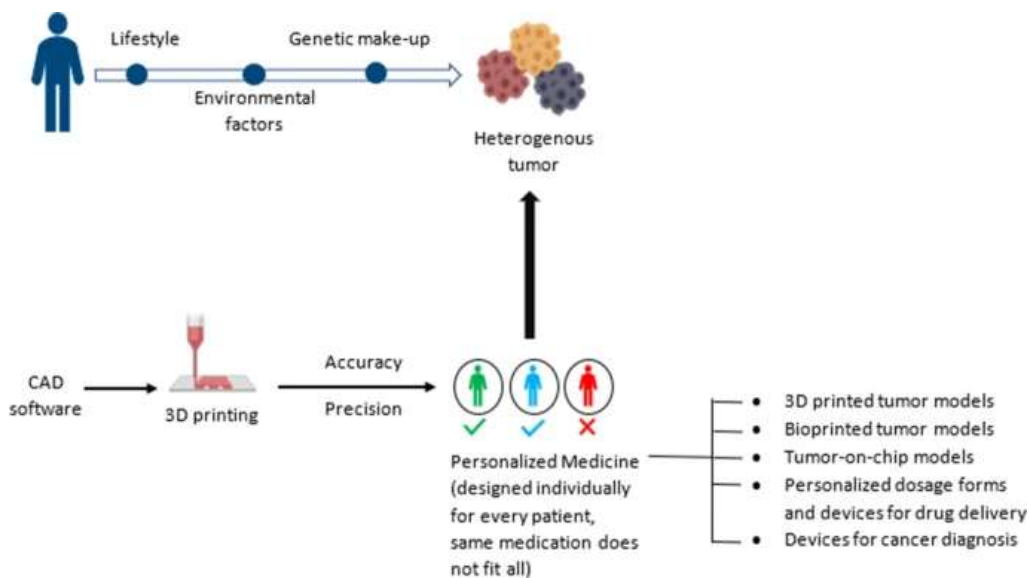 Lifestyle
Genetic make-up
Environmental
factors
Heterogenous
tumor
CAD
software
3D printing
Accuracy
Precision
Personalized Medicine
(designed individually
for every patient,
same medication does
not fit all)
• 3D printed tumor models
• Bioprinted tumor models
• Tumor-on-chip models
• Personalized dosage forms
and devices for drug delivery
• Devices for cancer diagnosis